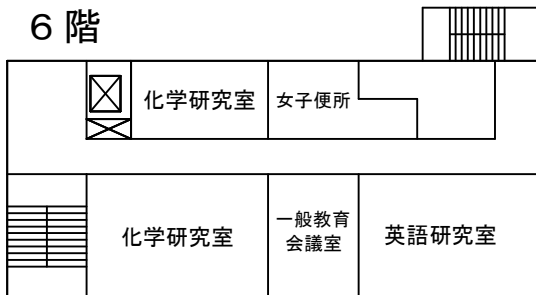 ６階
化学研究室
女子便所
化学研究室
一般教育
会議室
英語研究室